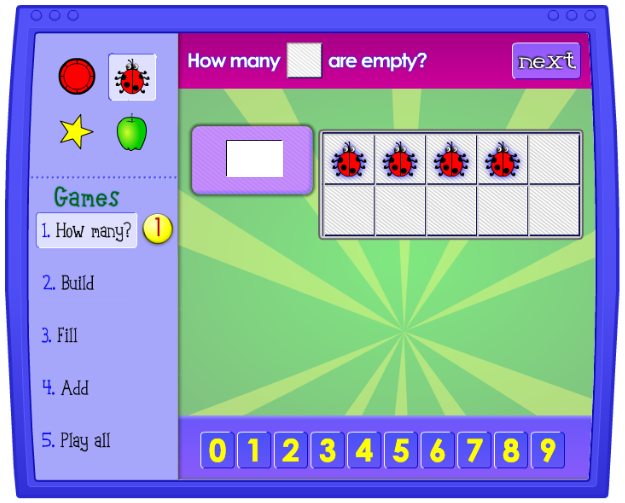 How many are empty?
next
Games
1. How many?
1
2. Build
3. Fill
4. Add
5. Play all
0 1 2 3 4 5 6 7 8 9